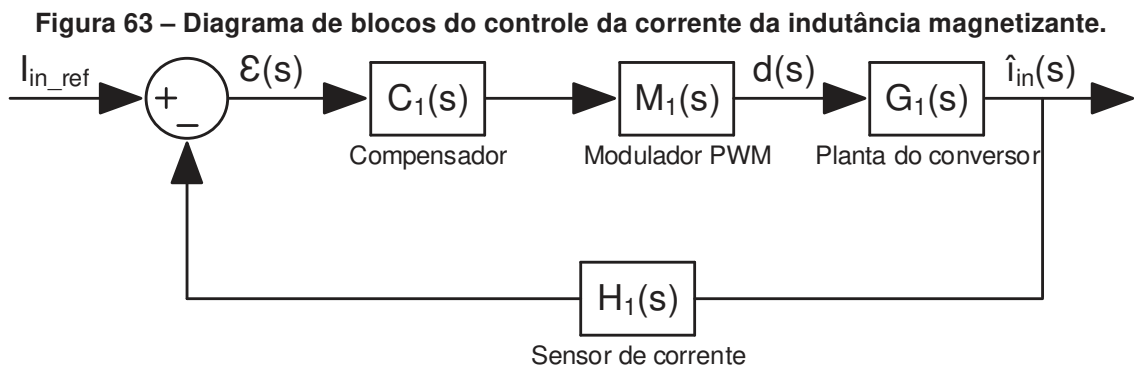 Figura 63 – Diagrama de blocos do controle da corrente da indutância magnetizante.
I_in_ref
+
−
Ɛ(s)
C₁(s)
Compensador
M₁(s)
Modulador PWM
d(s)
G₁(s)
Planta do conversor
î_in(s)
H₁(s)
Sensor de corrente